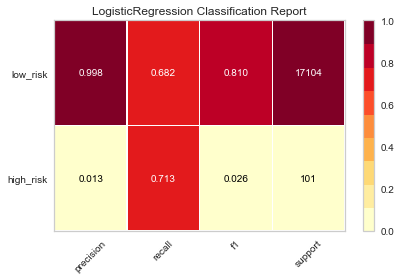 LogisticRegression Classification Report
low_risk 0.998 0.682 0.810 17104
high_risk 0.013 0.713 0.026 101
precision recall f1 support
1.0
0.8
0.6
0.4
0.2
0.0